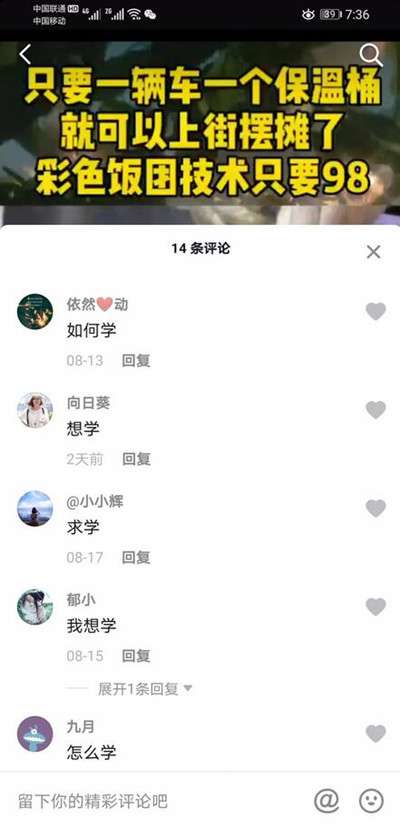 中国联通 HD 4G 2G
中国移动
39 7:36
只要一辆车一个保温桶
就可以上街摆摊了
彩色饭团技术只要98
14 条评论
依然❤️动
如何学
08-13 回复
向日葵
想学
2天前 回复
@小小辉
求学
08-17 回复
郁小
我想学
08-15 回复
展开1条回复
九月
怎么学
留下你的精彩评论吧 @